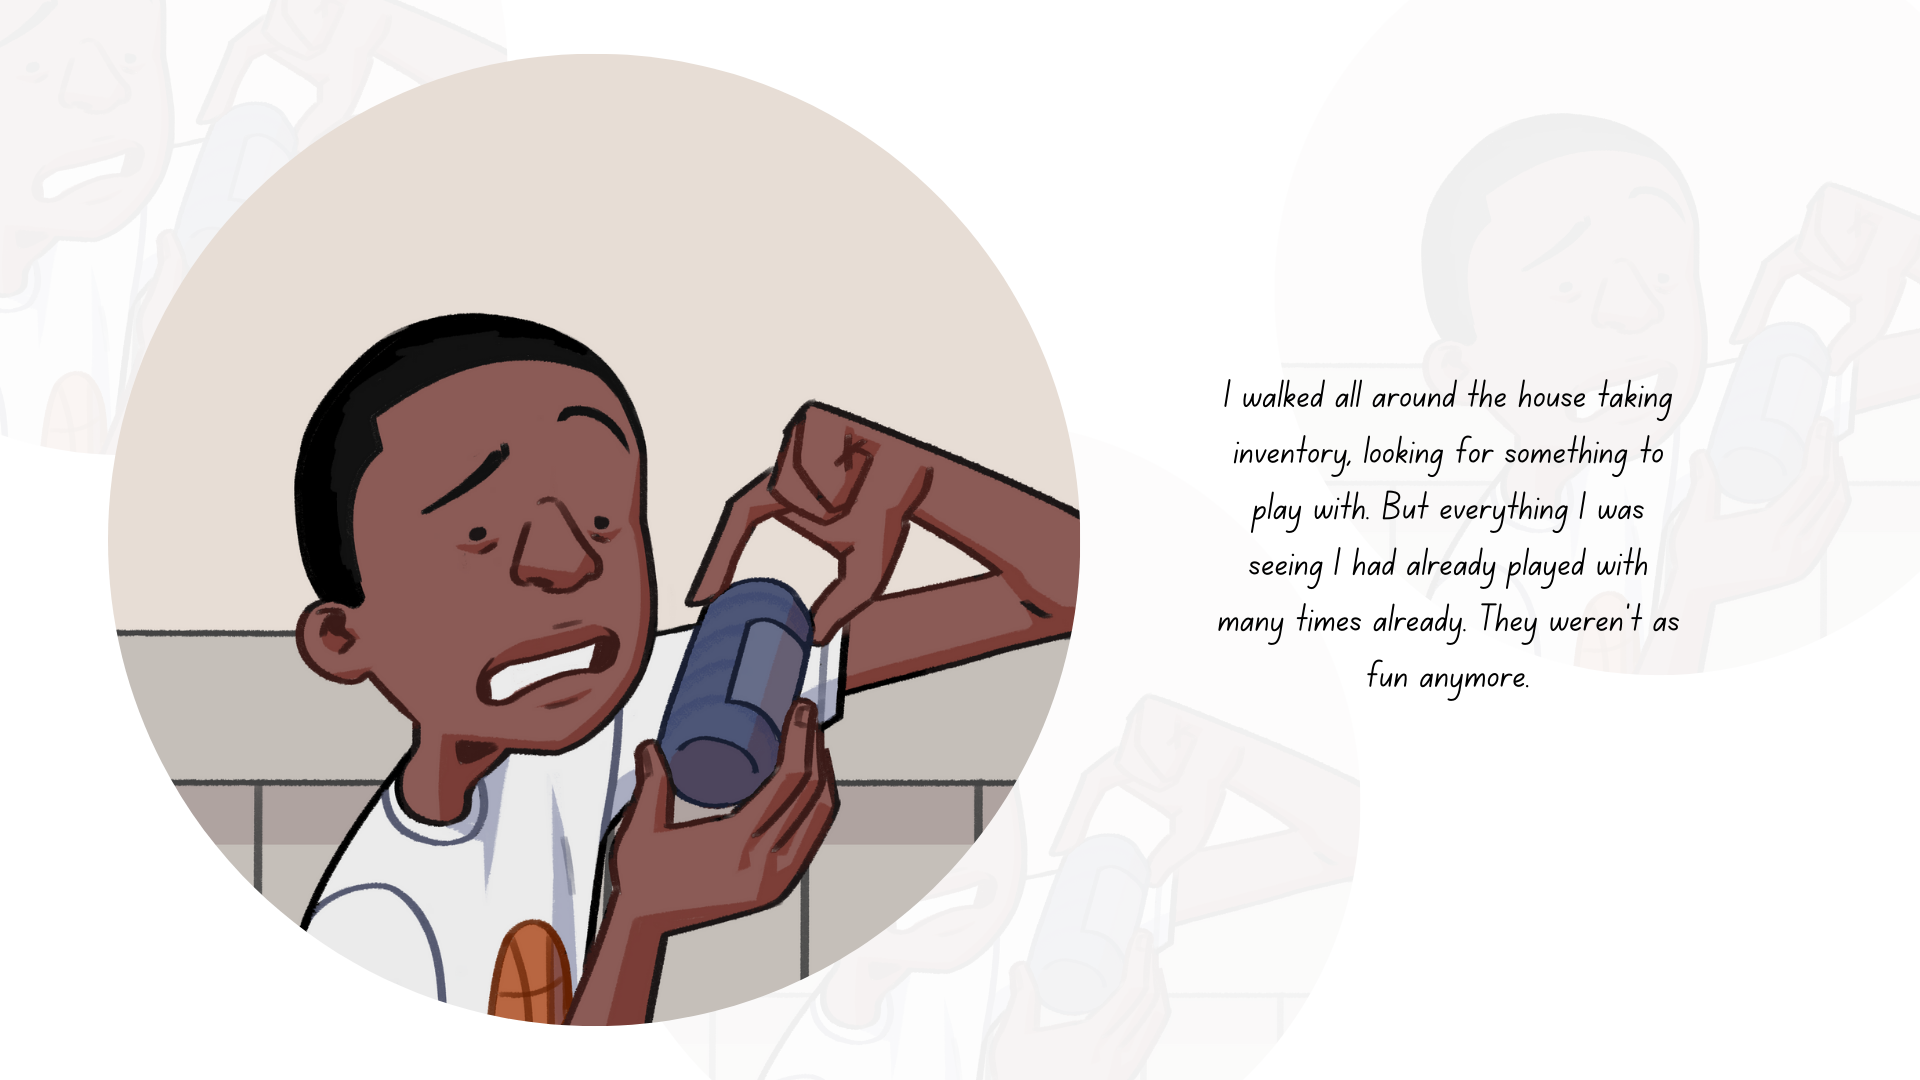 I walked all around the house taking
inventory, looking for something to
play with. But everything I was
seeing I had already played with
many times already. They weren't as
fun anymore.